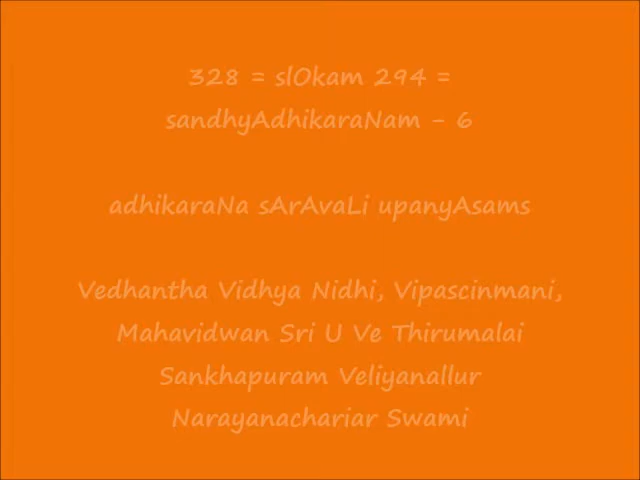 328 = slOkam 294 =
sandhyAdhikaraNam - 6
adhikaraNa sArAvaLi upanyAsams
Vedhantha Vidhya Nidhi, Vipascinmani,
Mahavidwan Sri U Ve Thirumalai
Sankhapuram Veliyanallur
Narayanachariar Swami